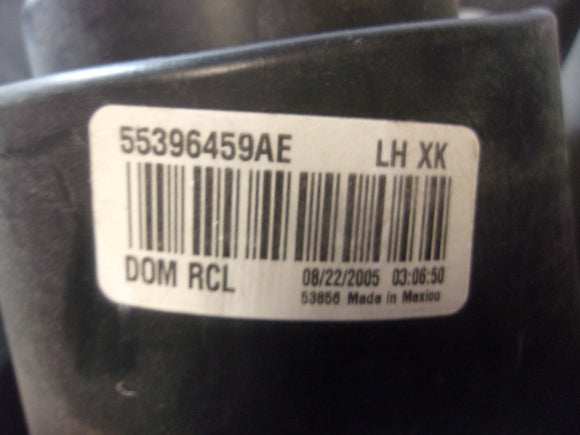 55396459AE LH XK
DOM RCL 08/22/2005 03:06:50
53856 Made in Mexico